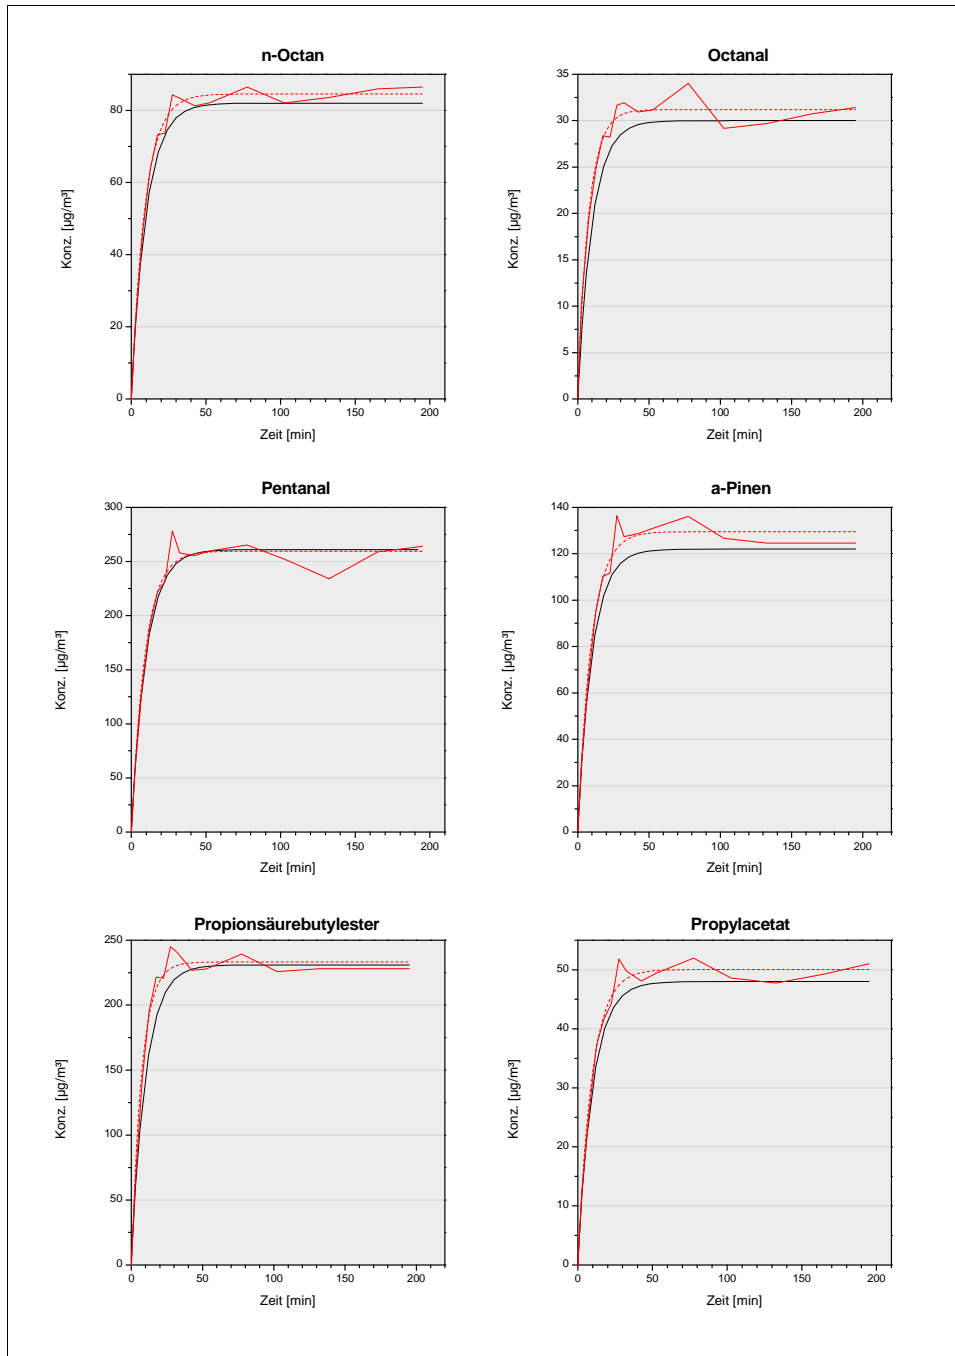 n-Octan
Konz. [µg/m³]
80
60
40
20
0
0 50 100 150 200
Zeit [min]
Octanal
Konz. [µg/m³]
35
30
25
30
15
10
5
0
0 50 100 150 200
Zeit [min]
Pentanal
Konz. [µg/m³]
300
250
200
150
100
50
0
0 50 100 150 200
Zeit [min]
a-Pinen
Konz. [µg/m³]
140
120
100
80
60
40
20
0
0 50 100 150 200
Zeit [min]
Propionsäurebutylester
Konz. [µg/m³]
250
200
150
100
50
0
0 50 100 150 200
Zeit [min]
Propylacetat
Konz. [µg/m³]
50
40
30
20
10
0
0 50 100 150 200
Zeit [min]